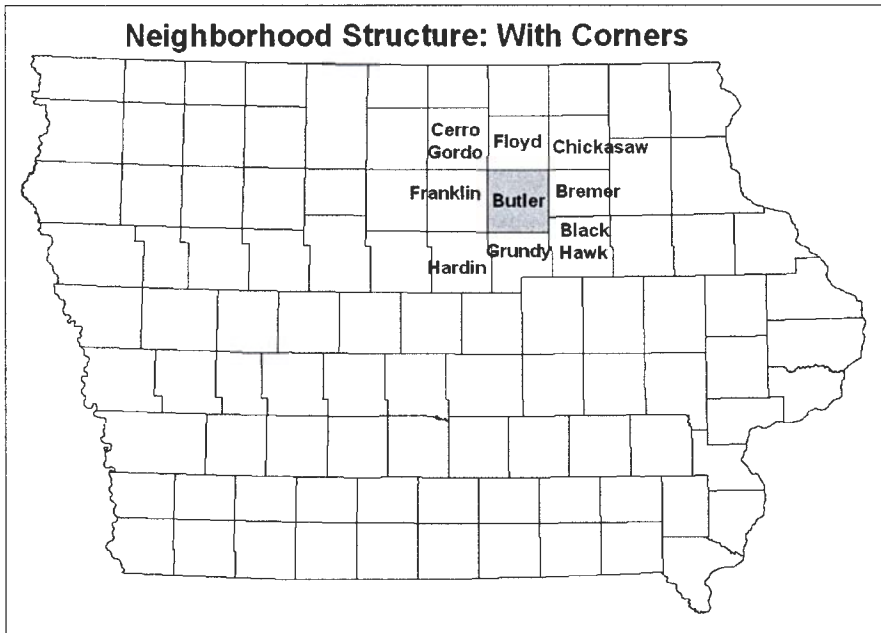 Neighborhood Structure: With Corners
Cerro
Gordo
Floyd
Chickasaw
Franklin
Butler
Bremer
Black
Hawk
Grundy
Hardin